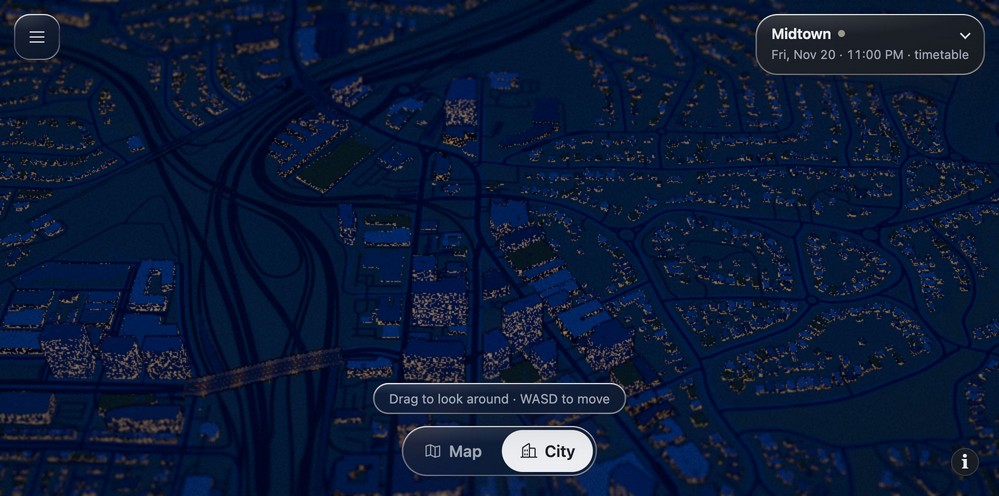 Midtown
Fri, Nov 20 · 11:00 PM · timetable
Drag to look around · WASD to move
Map
City
i